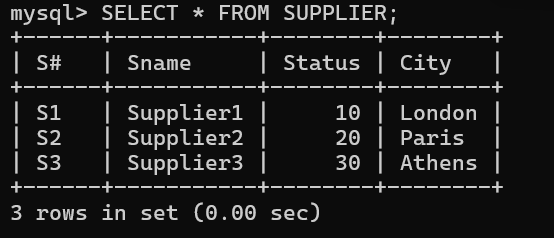 mysql> SELECT * FROM SUPPLIER;
+------+-----------+--------+--------+
| S#   | Sname     | Status | City   |
+------+-----------+--------+--------+
| S1   | Supplier1 |     10 | London |
| S2   | Supplier2 |     20 | Paris  |
| S3   | Supplier3 |     30 | Athens |
+------+-----------+--------+--------+
3 rows in set (0.00 sec)